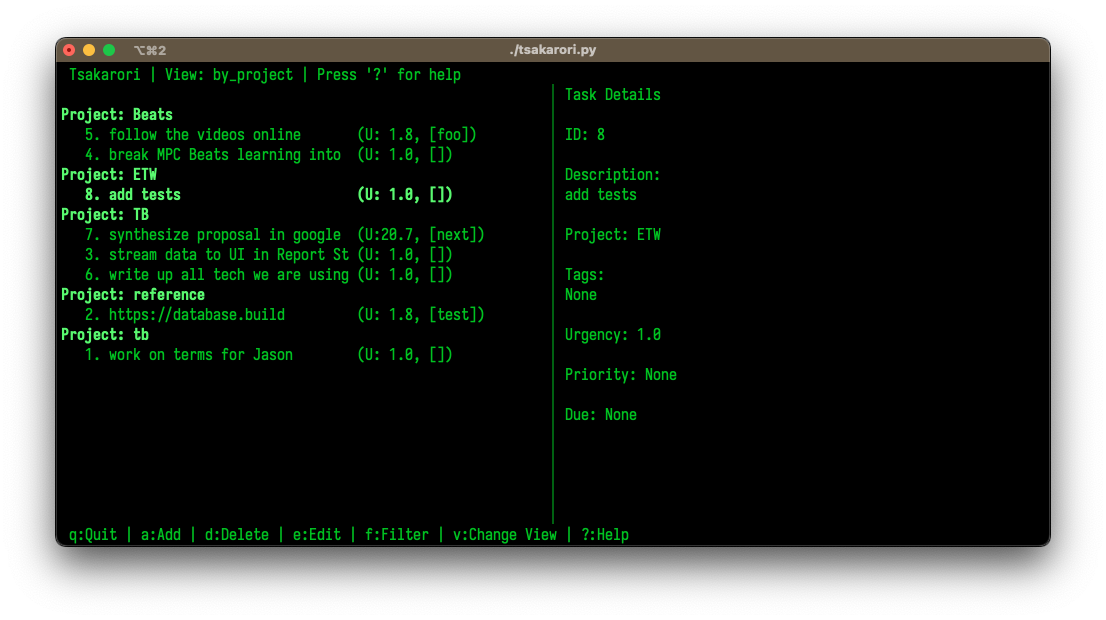 ⌥⌘2
./tsakarori.py
Tsakarori | View: by_project | Press '?' for help
Project: Beats
5. follow the videos online (U: 1.8, [foo])
4. break MPC Beats learning into (U: 1.0, [])
Project: ETW
8. add tests (U: 1.0, [])
Project: TB
7. synthesize proposal in google (U:20.7, [next])
3. stream data to UI in Report St (U: 1.0, [])
6. write up all tech we are using (U: 1.0, [])
Project: reference
2. https://database.build (U: 1.8, [test])
Project: tb
1. work on terms for Jason (U: 1.0, [])
Task Details
ID: 8
Description:
add tests
Project: ETW
Tags:
None
Urgency: 1.0
Priority: None
Due: None
q:Quit | a:Add | d:Delete | e:Edit | f:Filter | v:Change View | ?:Help